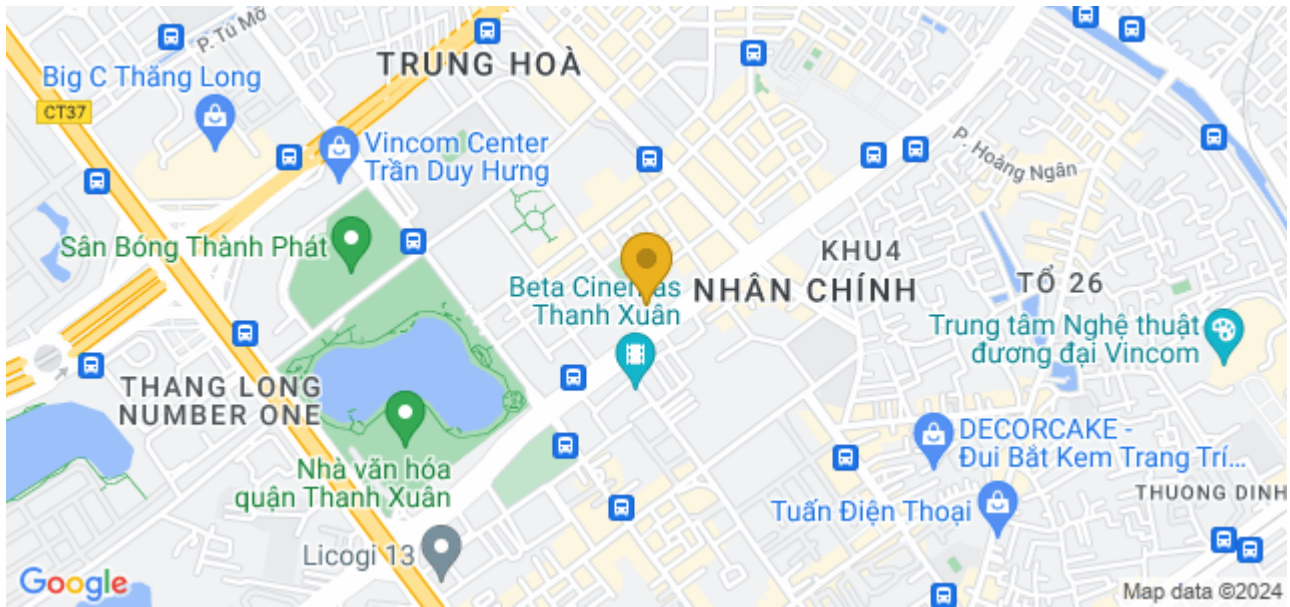 P. Tú Mỡ
TRUNG HOÀ
Big C Thăng Long
CT37
Vincom Center
Trần Duy Hưng
P. Hoàng Ngân
Sân Bóng Thành Phát
KHU4
Beta Cinemas
Thanh Xuân
NHÂN CHÍNH
TỔ 26
Trung tâm Nghệ thuật
đương đại Vincom
THANG LONG
NUMBER ONE
DECORCAKE -
Đui Bắt Kem Trang Trí...
Nhà văn hóa
quận Thanh Xuân
THUONG DINH
Tuấn Điện Thoại
Licogi 13
Google
Map data ©2024